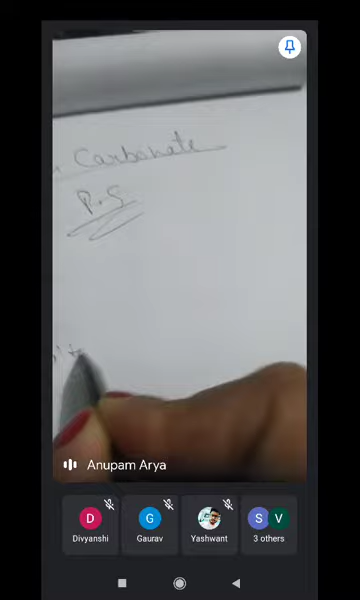 Carbonate
P.S
Anupam Arya
D
G
S
V
Divyanshi
Gaurav
Yashwant
3 others